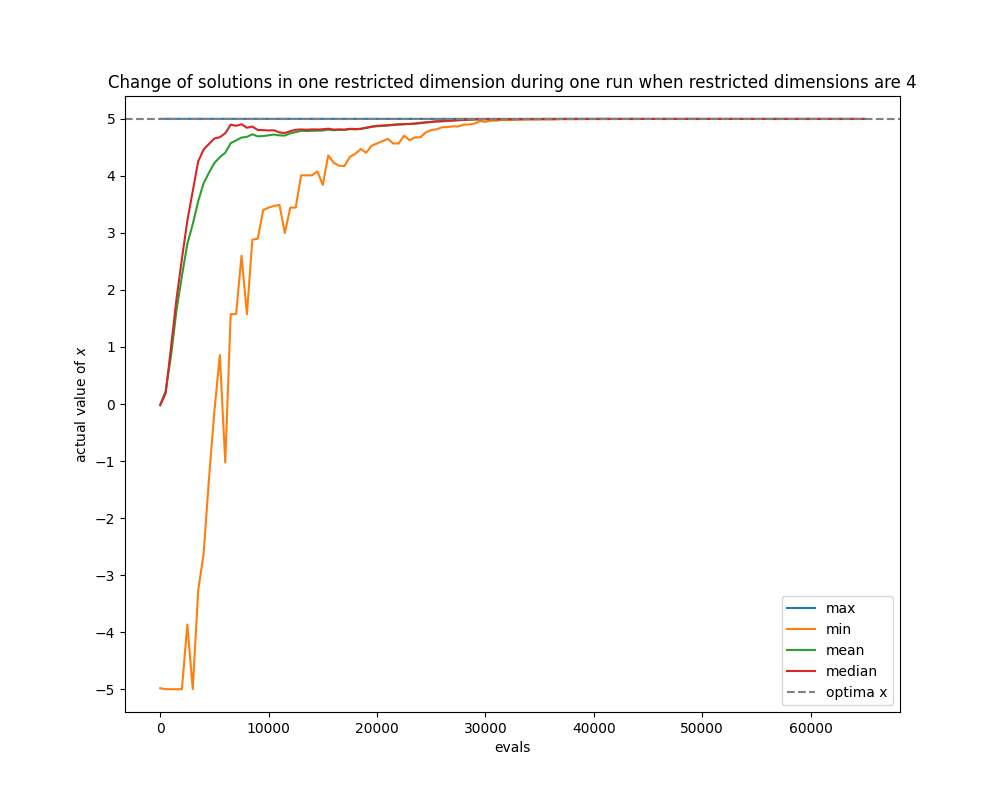 Change of solutions in one restricted dimension during one run when restricted dimensions are 4
actual value of x
5
4
3
2
1
0
−1
−2
−3
−4
−5
max
min
mean
median
optima x
0 10000 20000 30000 40000 50000 60000
evals